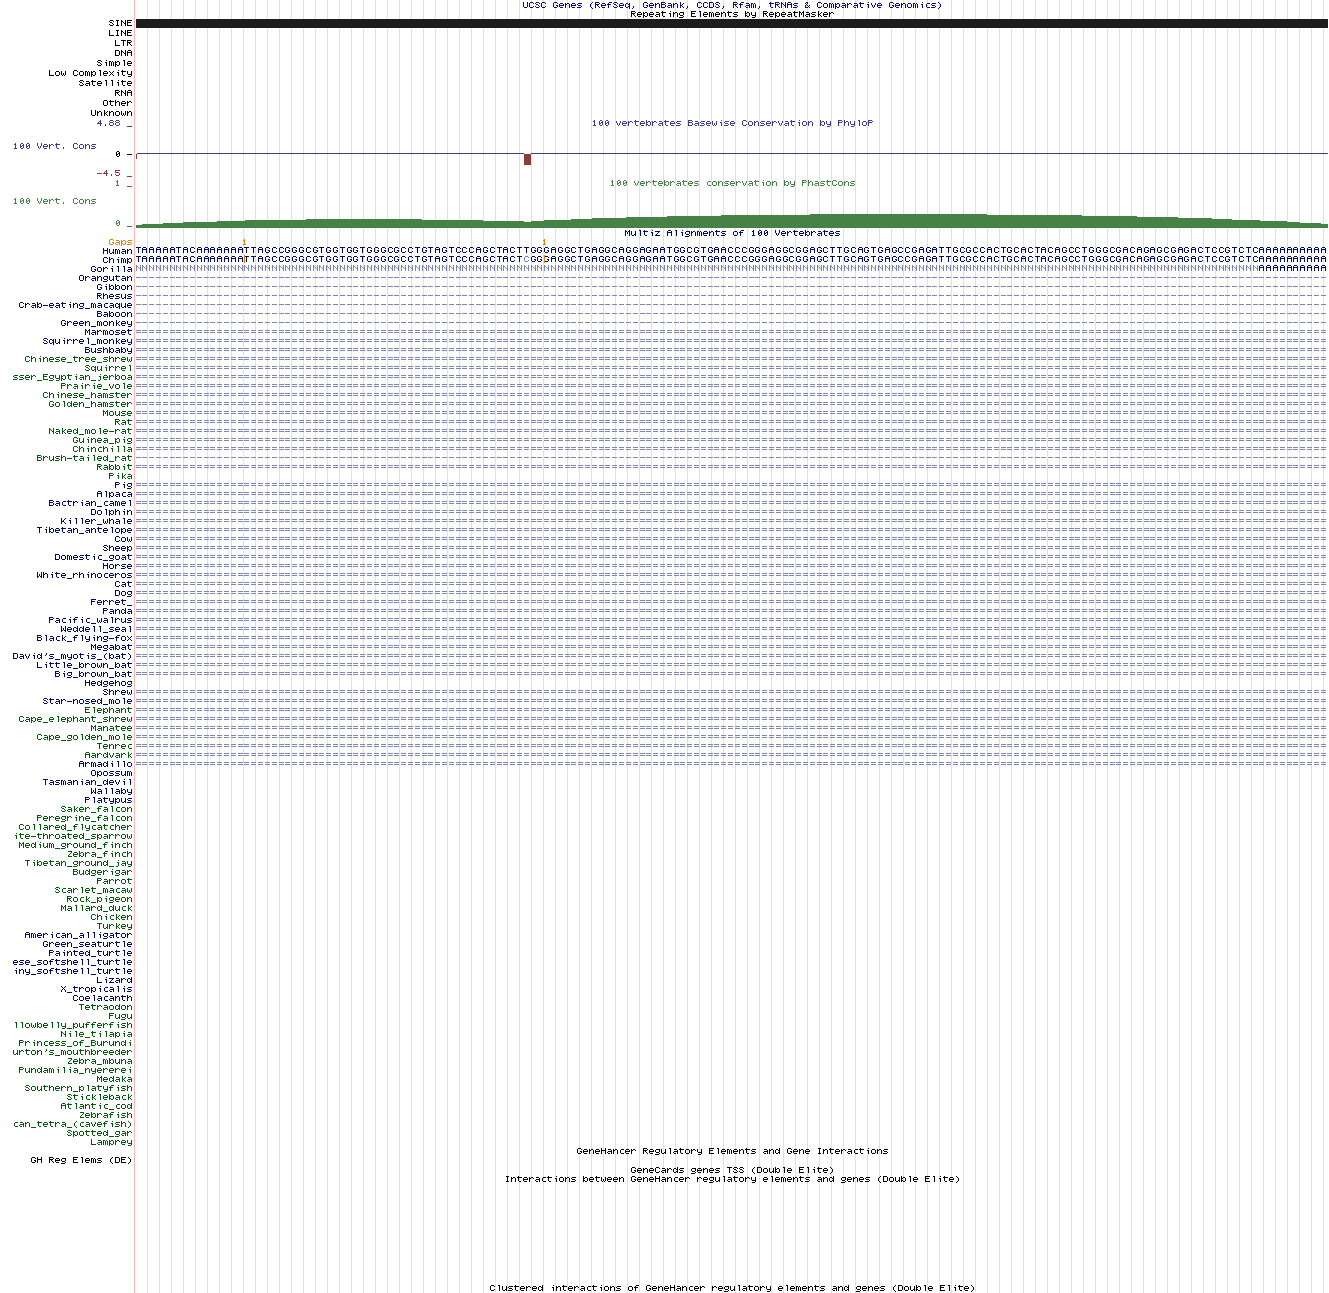 UCSC Genes (RefSeq, GenBank, CCDS, Rfam, tRNAs & Comparative Genomics)
Repeating Elements by RepeatMasker
SINE
LINE
LTR
DNA
Simple
Low Complexity
Satellite
RNA
Other
Unknown
4.88 _
100 vertebrates Basewise Conservation by PhyloP
100 Vert. Cons
0 –
-4.5 _
1 _
100 vertebrates conservation by PhastCons
100 Vert. Cons
0 _
Multiz Alignments of 100 Vertebrates
Gaps 1 1
Human TAAAAATACAAAAAAATTAGCCGGGCGTGGTGGTGGGCGCCTGTAGTCCCAGCTACTTGGGAGGCTGAGGCAGGAGAATGGCGTGAACCCGGGAGGCGGAGCTTGCAGTGAGCCGAGATTGCGCCACTGCACTACAGCCTGGGCGACAGAGCGAGACTCCGTCTCAAAAAAAAAA
Chimp TAAAAATACAAAAAAATTAGCCGGGCGTGGTGGTGGGCGCCTGTAGTCCCAGCTACTCGGGAGGCTGAGGCAGGAGAATGGCGTGAACCCGGGAGGCGGAGCTTGCAGTGAGCCGAGATTGCGCCACTGCACTACAGCCTGGGCGACAGAGCGAGACTCCGTCTCAAAAAAAAAA
Gorilla
Orangutan
Gibbon
Rhesus
Crab-eating_macaque
Baboon
Green_monkey
Marmoset
Squirrel_monkey
Bushbaby
Chinese_tree_shrew
Squirrel
sser_Egyptian_jerboa
Prairie_vole
Chinese_hamster
Golden_hamster
Mouse
Rat
Naked_mole-rat
Guinea_pig
Chinchilla
Brush-tailed_rat
Rabbit
Pika
Pig
Alpaca
Bactrian_camel
Dolphin
Killer_whale
Tibetan_antelope
Cow
Sheep
Domestic_goat
Horse
White_rhinoceros
Cat
Dog
Ferret_
Panda
Pacific_walrus
Weddell_seal
Black_flying-fox
Megabat
David's_myotis_(bat)
Little_brown_bat
Big_brown_bat
Hedgehog
Shrew
Star-nosed_mole
Elephant
Cape_elephant_shrew
Manatee
Cape_golden_mole
Tenrec
Aardvark
Armadillo
Opossum
Tasmanian_devil
Wallaby
Platypus
Saker_falcon
Peregrine_falcon
Collared_flycatcher
ite-throated_sparrow
Medium_ground_finch
Zebra_finch
Tibetan_ground_jay
Budgerigar
Parrot
Scarlet_macaw
Rock_pigeon
Mallard_duck
Chicken
Turkey
American_alligator
Green_seaturtle
Painted_turtle
ese_softshell_turtle
iny_softshell_turtle
Lizard
X_tropicalis
Coelacanth
Tetraodon
Fugu
llowbelly_pufferfish
Nile_tilapia
Princess_of_Burundi
urton's_mouthbreeder
Zebra_mbuna
Pundamilia_nyererei
Medaka
Southern_platyfish
Stickleback
Atlantic_cod
Zebrafish
can_tetra_(cavefish)
Spotted_gar
Lamprey
GeneHancer Regulatory Elements and Gene Interactions
GH Reg Elems (DE)
GeneCards genes TSS (Double Elite)
Interactions between GeneHancer regulatory elements and genes (Double Elite)
Clustered interactions of GeneHancer regulatory elements and genes (Double Elite)